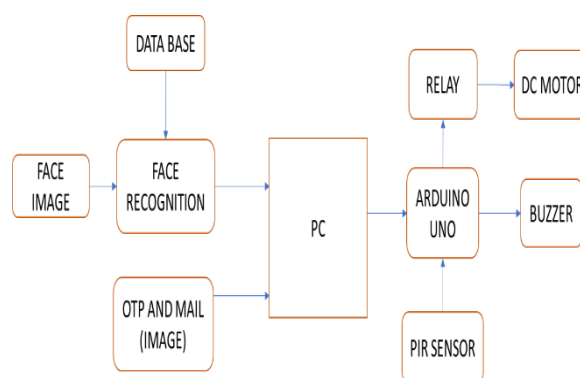 DATA BASE
RELAY
DC MOTOR
FACE
IMAGE
FACE
RECOGNITION
PC
ARDUINO
UNO
BUZZER
OTP AND MAIL
(IMAGE)
PIR SENSOR